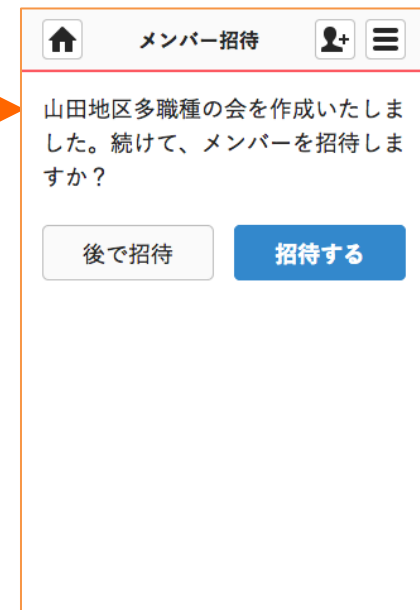 メンバー招待
山田地区多職種の会を作成いたしま
した。続けて、メンバーを招待しま
すか？
後で招待
招待する